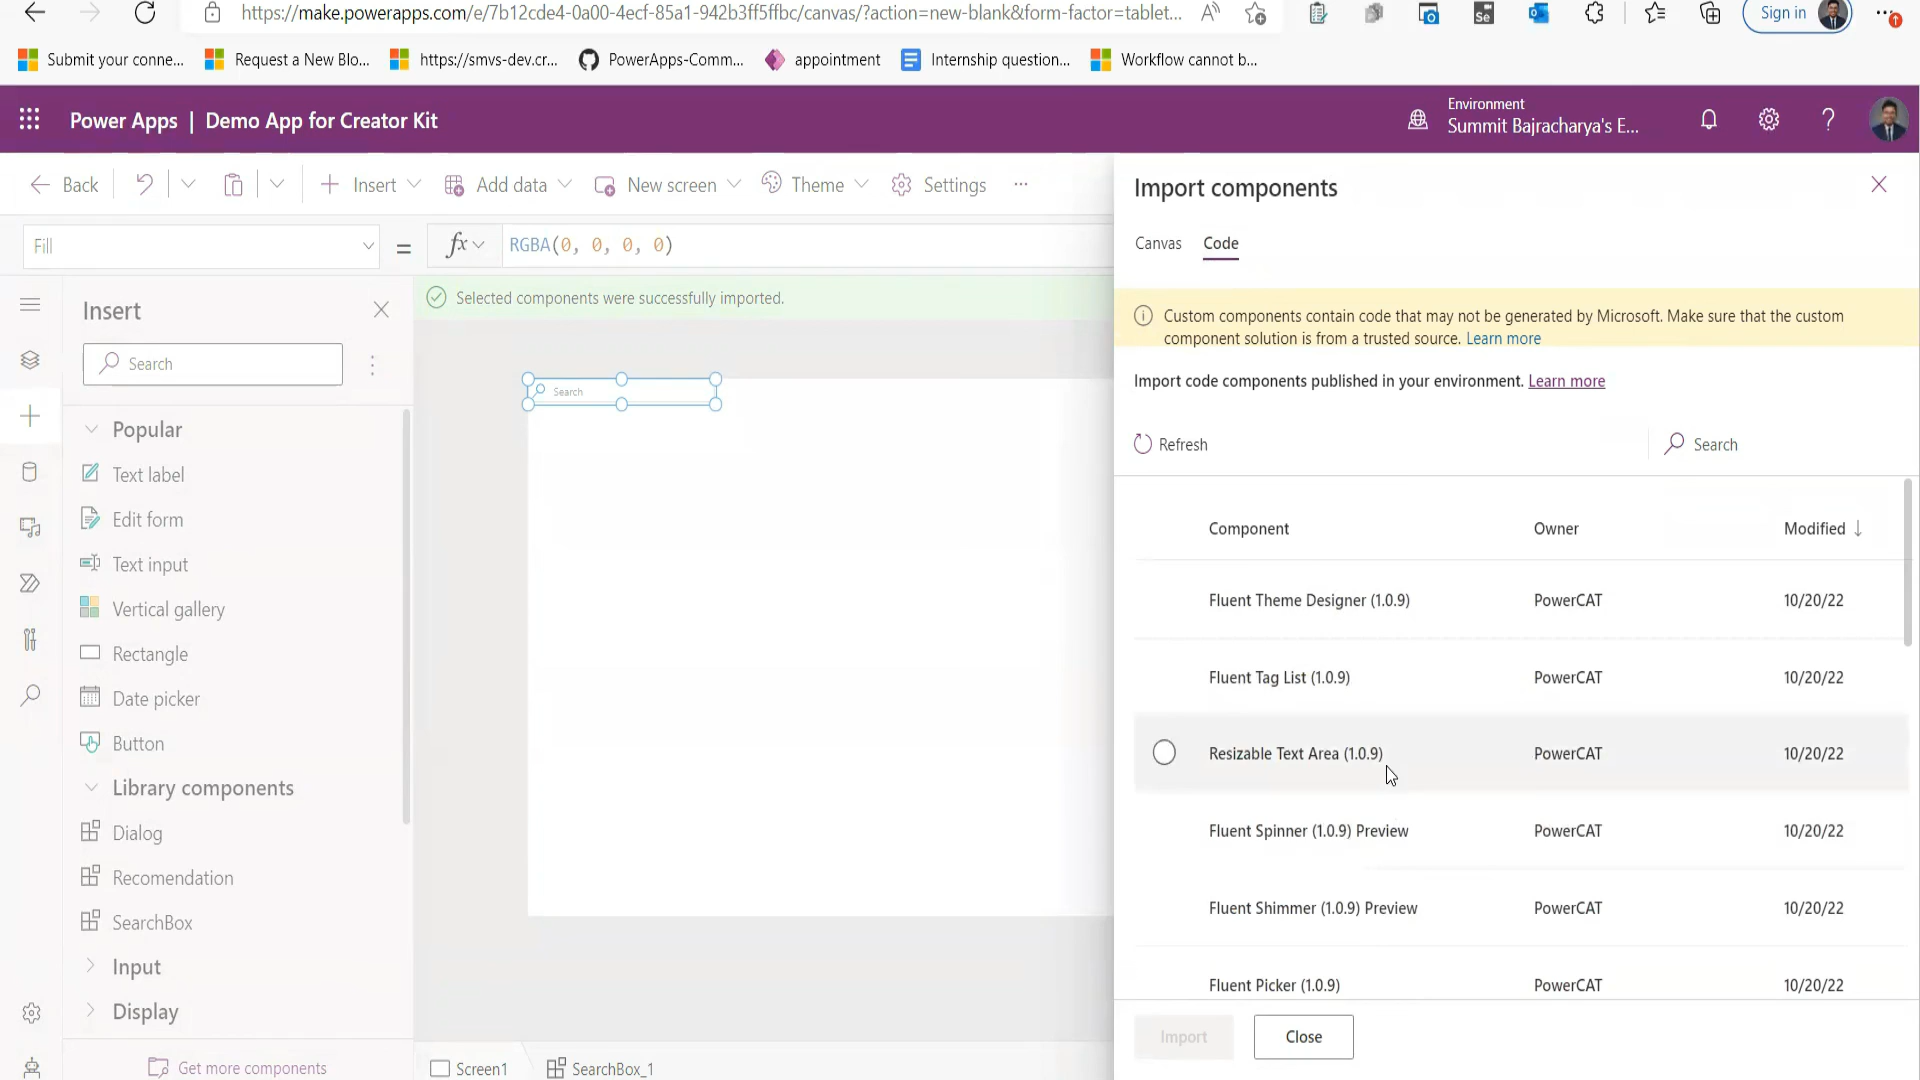 https://make.powerapps.com/e/7b12cde4-0a00-4ecf-85a1-942b3ff5ffbc/canvas/?action=new-blank&form-factor=tablet...
Sign in
Submit your conne...
Request a New Blo...
https://smvs-dev.cr...
PowerApps-Comm...
appointment
Internship question...
Workflow cannot b...
Power Apps | Demo App for Creator Kit
Environment
Summit Bajracharya's E...
Back
Insert
Add data
New screen
Theme
Settings
Fill
=
fx
RGBA(0, 0, 0, 0)
Insert
Search
Popular
Text label
Edit form
Text input
Vertical gallery
Rectangle
Date picker
Button
Library components
Dialog
Recomendation
SearchBox
Input
Display
Get more components
Selected components were successfully imported.
Search
Screen1
SearchBox_1
Import components
Canvas
Code
Custom components contain code that may not be generated by Microsoft. Make sure that the custom
component solution is from a trusted source. Learn more
Import code components published in your environment. Learn more
Refresh
Search
Component Owner Modified
Fluent Theme Designer (1.0.9) PowerCAT 10/20/22
Fluent Tag List (1.0.9) PowerCAT 10/20/22
Resizable Text Area (1.0.9) PowerCAT 10/20/22
Fluent Spinner (1.0.9) Preview PowerCAT 10/20/22
Fluent Shimmer (1.0.9) Preview PowerCAT 10/20/22
Fluent Picker (1.0.9) PowerCAT 10/20/22
Import
Close